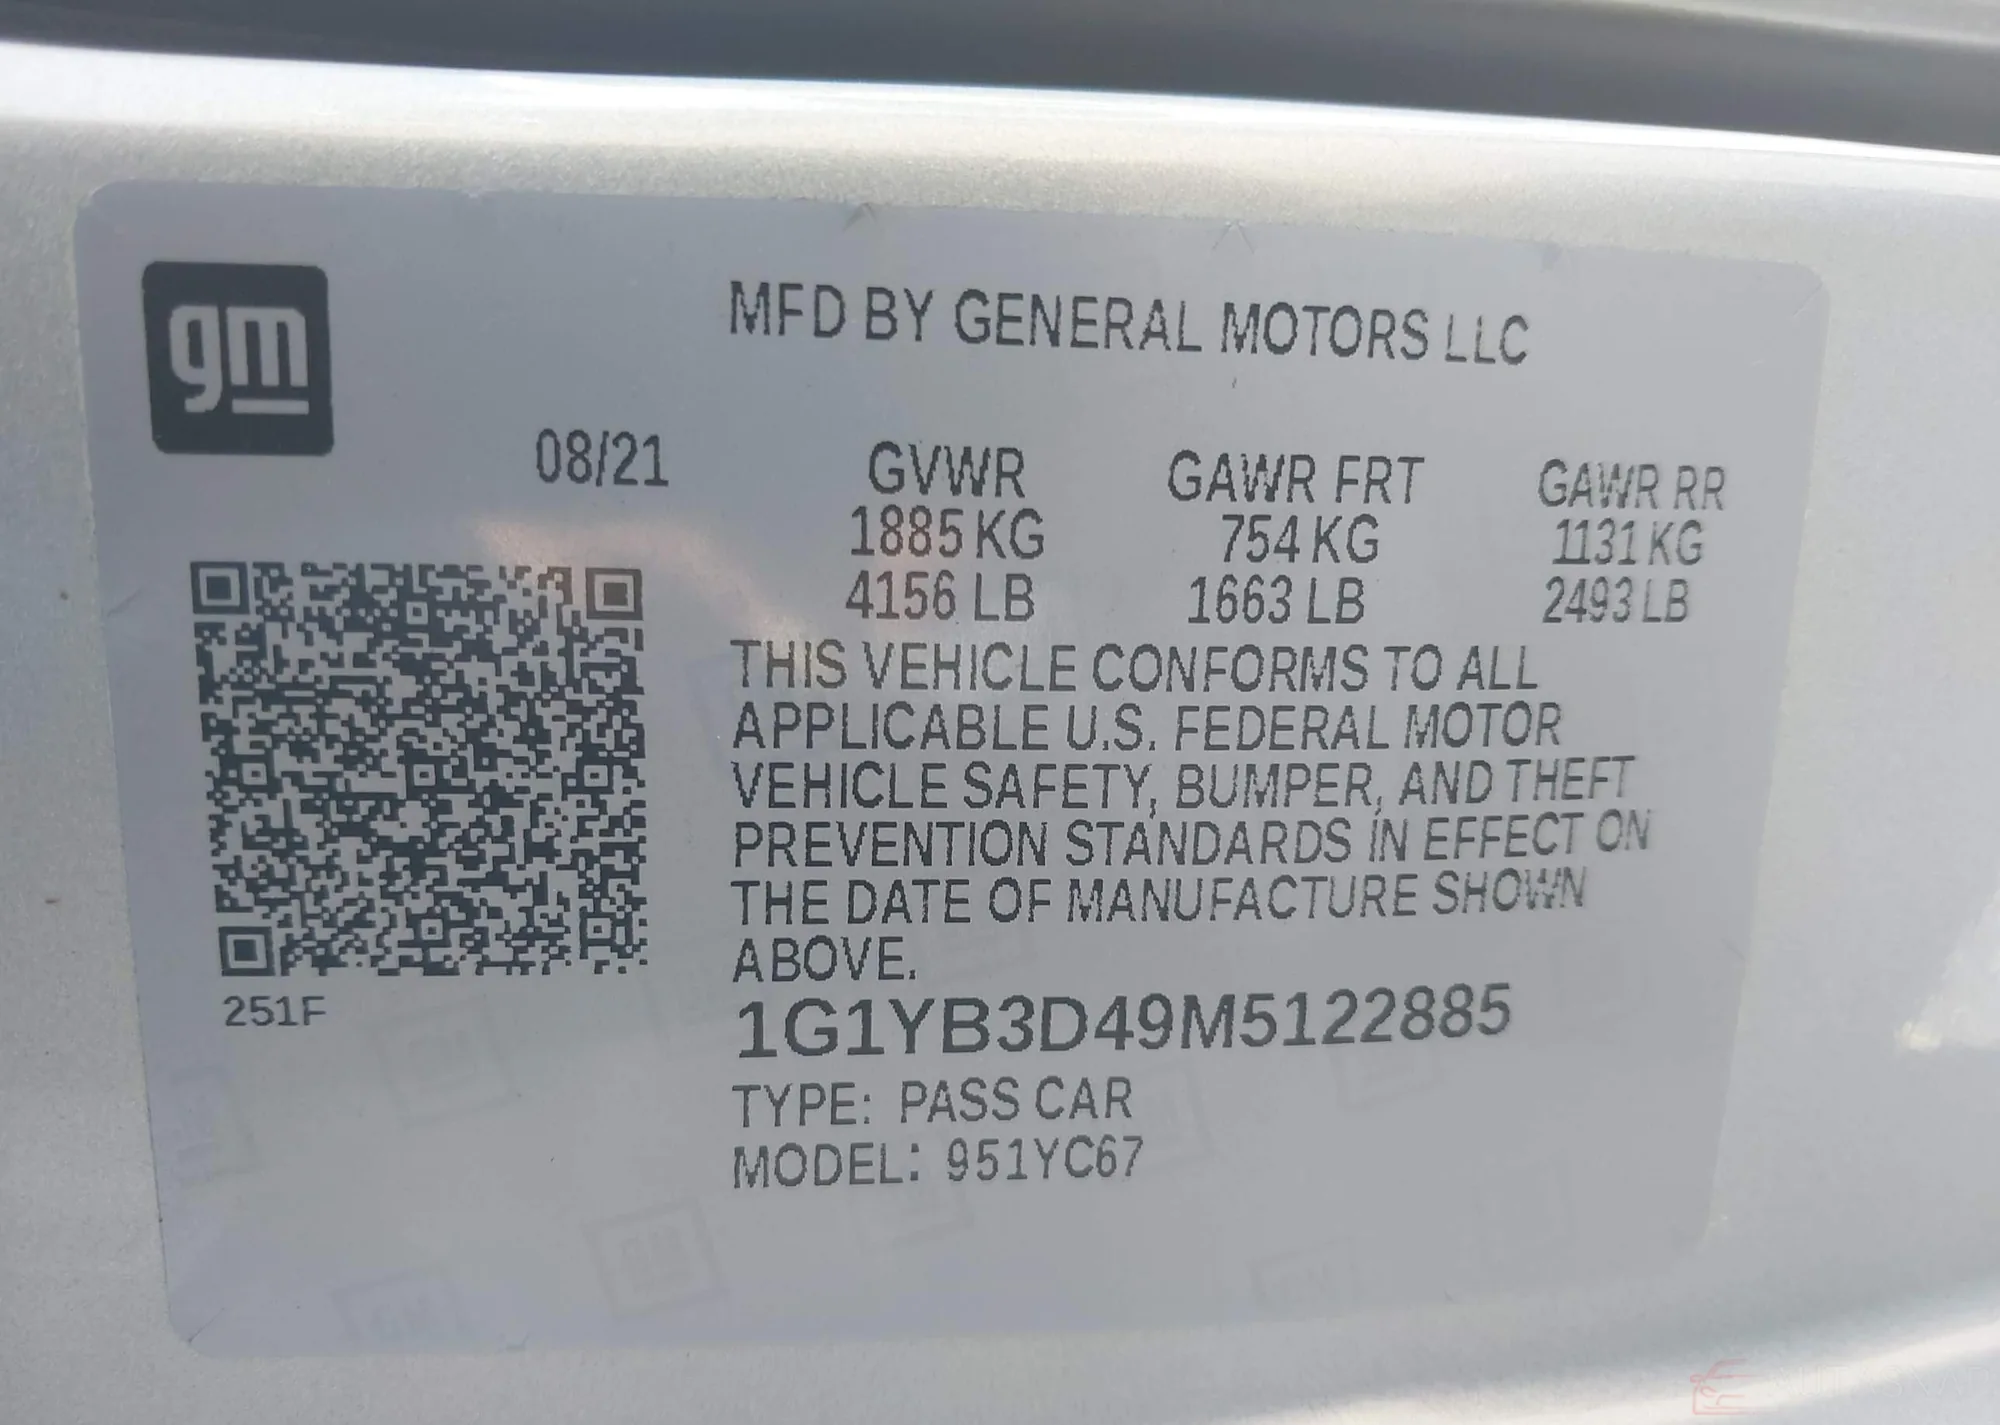 gm
MFD BY GENERAL MOTORS LLC
08/21 GVWR GAWR FRT GAWR RR
1885 KG 754 KG 1131 KG
4156 LB 1663 LB 2493 LB
THIS VEHICLE CONFORMS TO ALL
APPLICABLE U.S. FEDERAL MOTOR
VEHICLE SAFETY, BUMPER, AND THEFT
PREVENTION STANDARDS IN EFFECT ON
THE DATE OF MANUFACTURE SHOWN
ABOVE.
251F
1G1YB3D49M5122885
TYPE: PASS CAR
MODEL: 951YC67